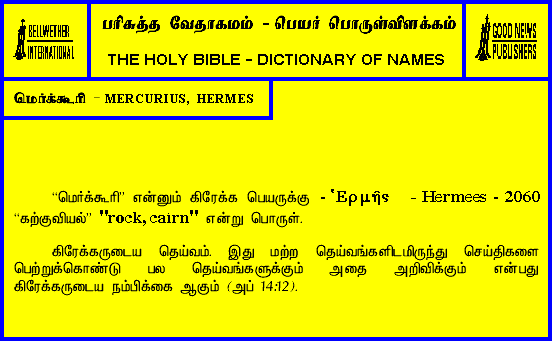 BELLWETHER
INTERNATIONAL
பரிசுத்த வேதாகமம் - பெயர் பொருள்விளக்கம்
THE HOLY BIBLE - DICTIONARY OF NAMES
GOOD NEWS
PUBLISHERS
மெர்க்கூரி - MERCURIUS, HERMES
“மெர்க்கூரி” என்னும் கிரேக்க பெயருக்கு - Ἑρμῆς - Hermees - 2060
“கற்குவியல்” "rock, cairn" என்று பொருள்.
கிரேக்கருடைய தெய்வம். இது மற்ற தெய்வங்களிடமிருந்து செய்திகளை
பெற்றுக்கொண்டு பல தெய்வங்களுக்கும் அதை அறிவிக்கும் என்பது
கிரேக்கருடைய நம்பிக்கை ஆகும் (அப் 14:12).